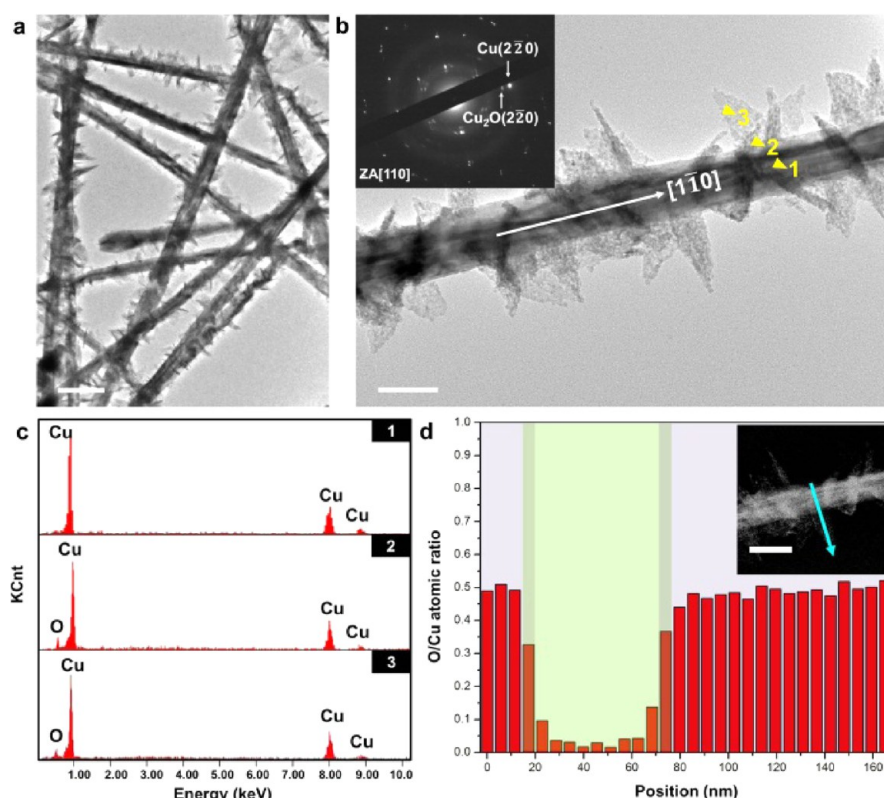 a
b
Cu(22̄0)
Cu₂O(22̄0)
ZA[110]
3
2
1
[11̄0]
c
Cu
1
Cu
Cu
Cu
2
O
Cu
Cu
Cu
3
O
Cu
Cu
KCnt
1.00 2.00 3.00 4.00 5.00 6.00 7.00 8.00 9.00 10.0
Energy (keV)
d
1.0
0.9
0.8
0.7
0.6
0.5
0.4
0.3
0.2
0.1
0.0
O/Cu atomic ratio
0 20 40 60 80 100 120 140 160
Position (nm)